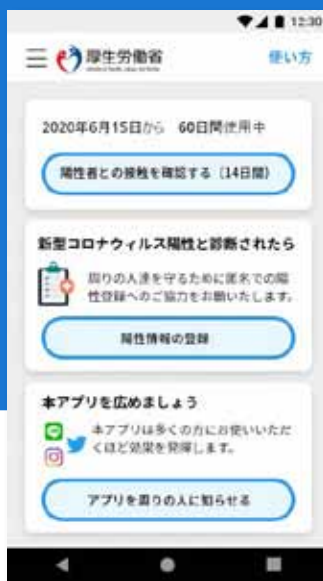 12:30
厚生労働省
使い方
2020年6月15日から 60日間使用中
陽性者との接触を確認する(14日間)
新型コロナウィルス陽性と診断されたら
周りの人達を守るために匿名での陽
性登録へのご協力をお願いたします。
陽性情報の登録
本アプリを広めましょう
本アプリは多くの方にお使いいただ
くほど効果を発揮します。
アプリを周りの人に知らせる